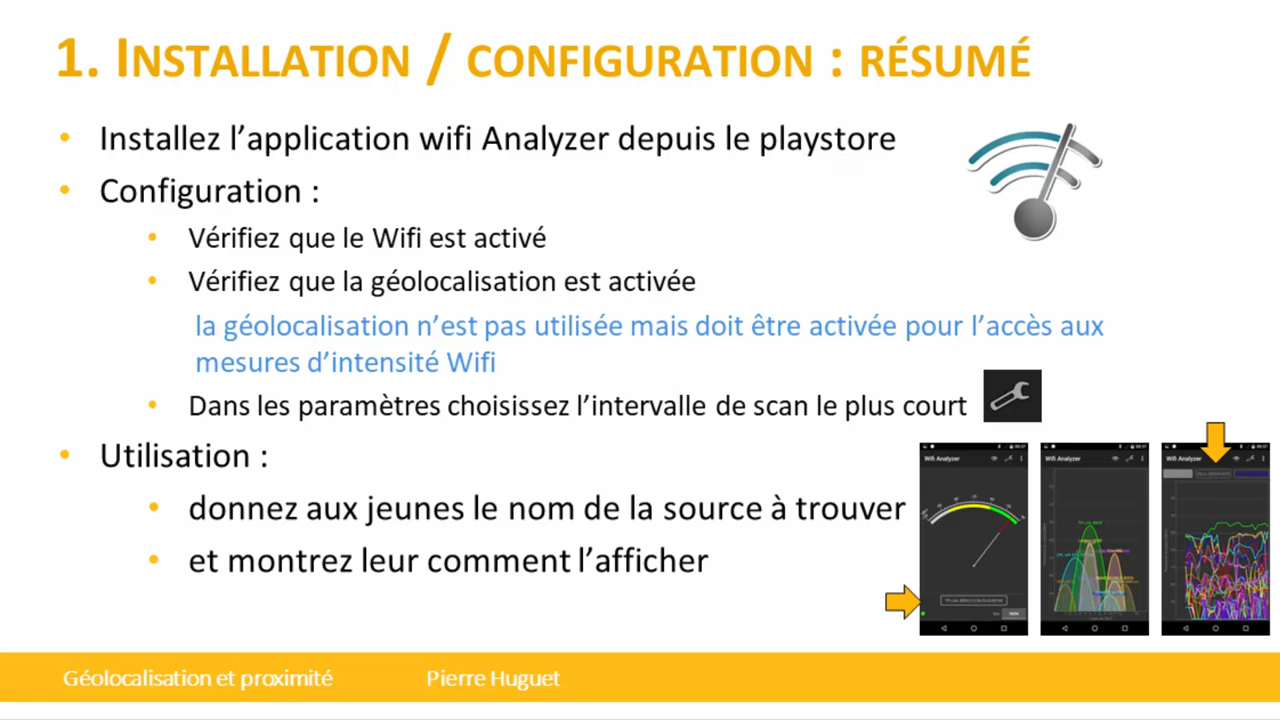 1. INSTALLATION / CONFIGURATION : RÉSUMÉ
• Installez l’application wifi Analyzer depuis le playstore
• Configuration :
• Vérifiez que le Wifi est activé
• Vérifiez que la géolocalisation est activée
la géolocalisation n’est pas utilisée mais doit être activée pour l’accès aux
mesures d’intensité Wifi
• Dans les paramètres choisissez l’intervalle de scan le plus court
• Utilisation :
• donnez aux jeunes le nom de la source à trouver
• et montrez leur comment l’afficher
Wifi Analyzer
Wifi Analyzer
Wifi Analyzer
Géolocalisation et proximité
Pierre Huguet